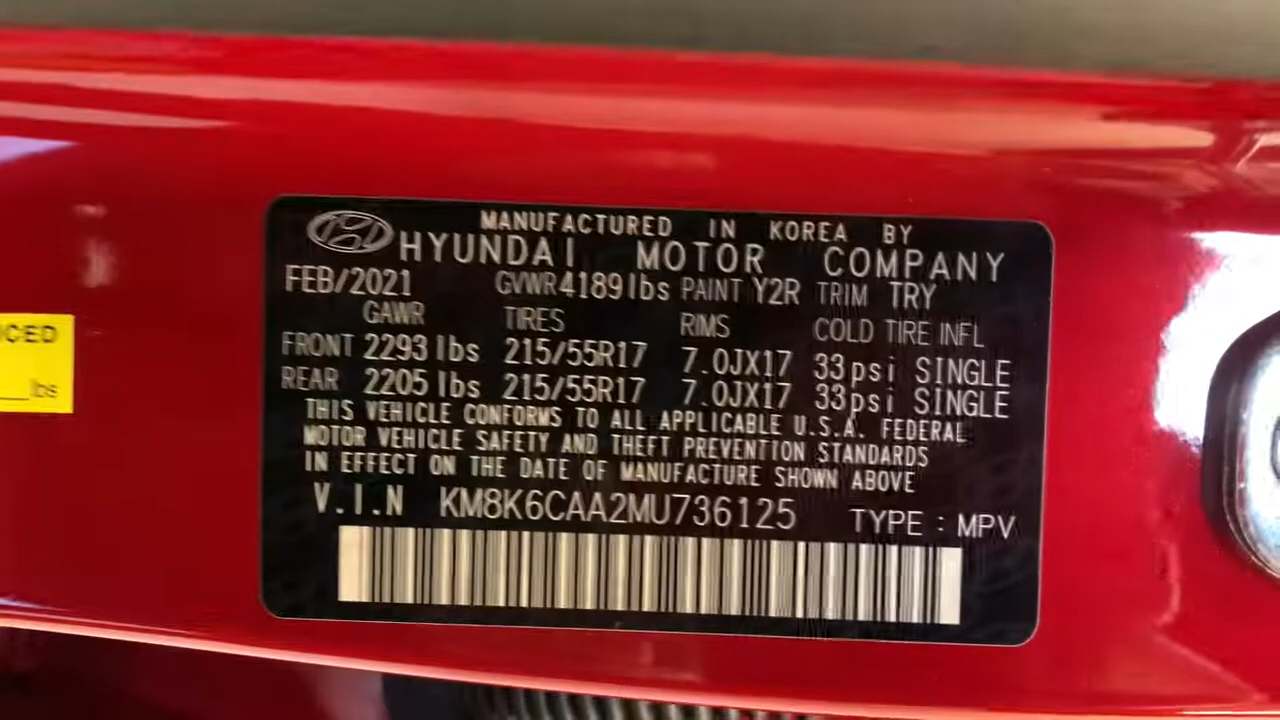 MANUFACTURED IN KOREA BY
HYUNDAI MOTOR COMPANY
FEB/2021 GVWR 4189 lbs PAINT Y2R TRIM TRY
GAWR TIRES RIMS COLD TIRE INFL
FRONT 2293 lbs 215/55R17 7.0JX17 33psi SINGLE
REAR 2205 lbs 215/55R17 7.0JX17 33psi SINGLE
THIS VEHICLE CONFORMS TO ALL APPLICABLE U.S.A. FEDERAL
MOTOR VEHICLE SAFETY AND THEFT PREVENTION STANDARDS
IN EFFECT ON THE DATE OF MANUFACTURE SHOWN ABOVE
V.I.N KM8K6CAA2MU736125 TYPE : MPV
lbs